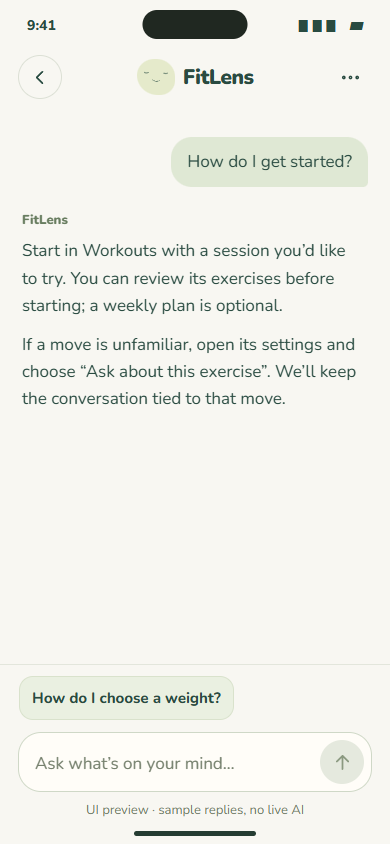 9:41
FitLens
How do I get started?
FitLens
Start in Workouts with a session you’d like
to try. You can review its exercises before
starting; a weekly plan is optional.
If a move is unfamiliar, open its settings and
choose “Ask about this exercise”. We’ll keep
the conversation tied to that move.
How do I choose a weight?
Ask what’s on your mind...
UI preview · sample replies, no live AI